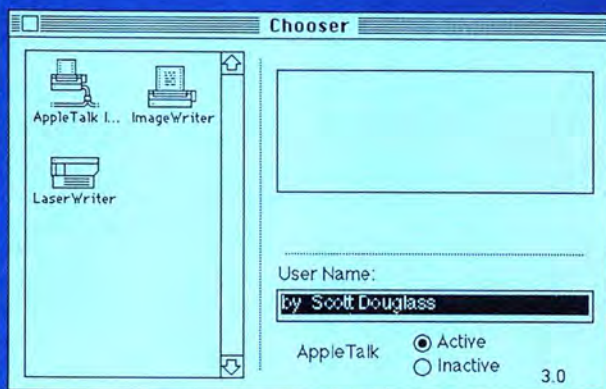 Chooser
AppleTalk I... ImageWriter
LaserWriter
User Name:
by Scott Douglass
AppleTalk
Active
Inactive
3.0